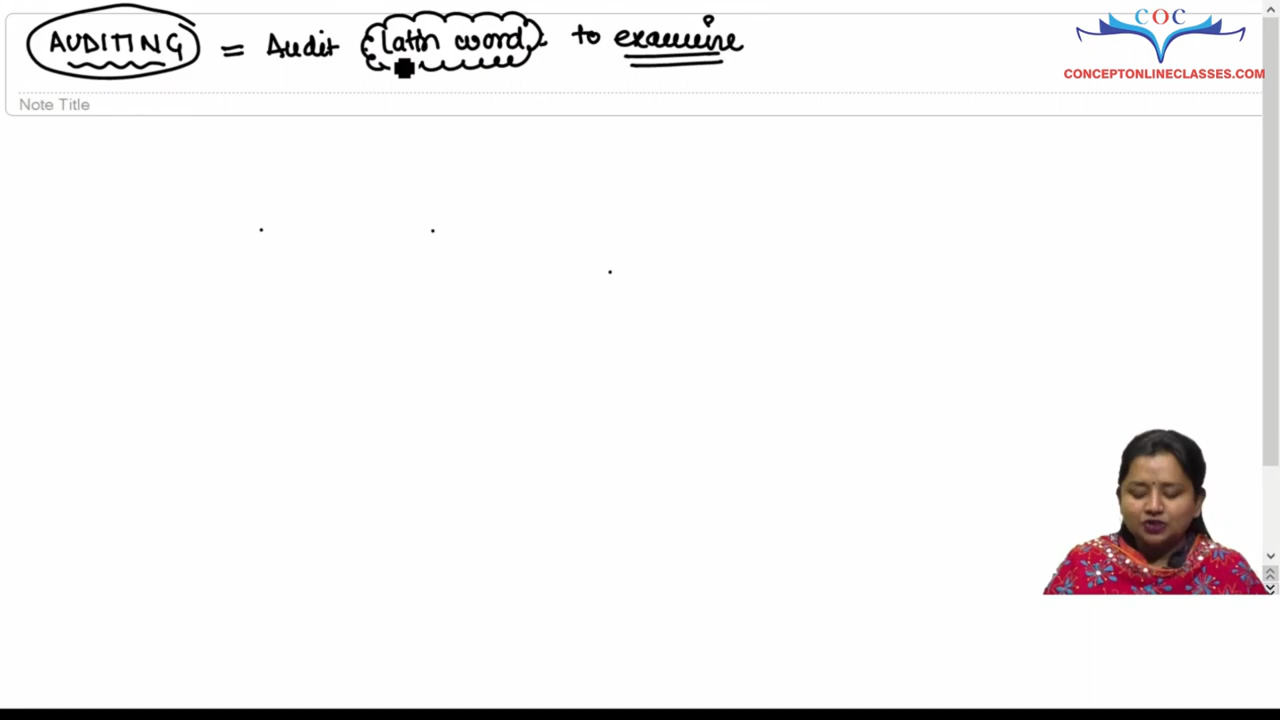 AUDITING = Audit (latin word) to examine
COC
CONCEPTONLINECLASSES.COM
Note Title